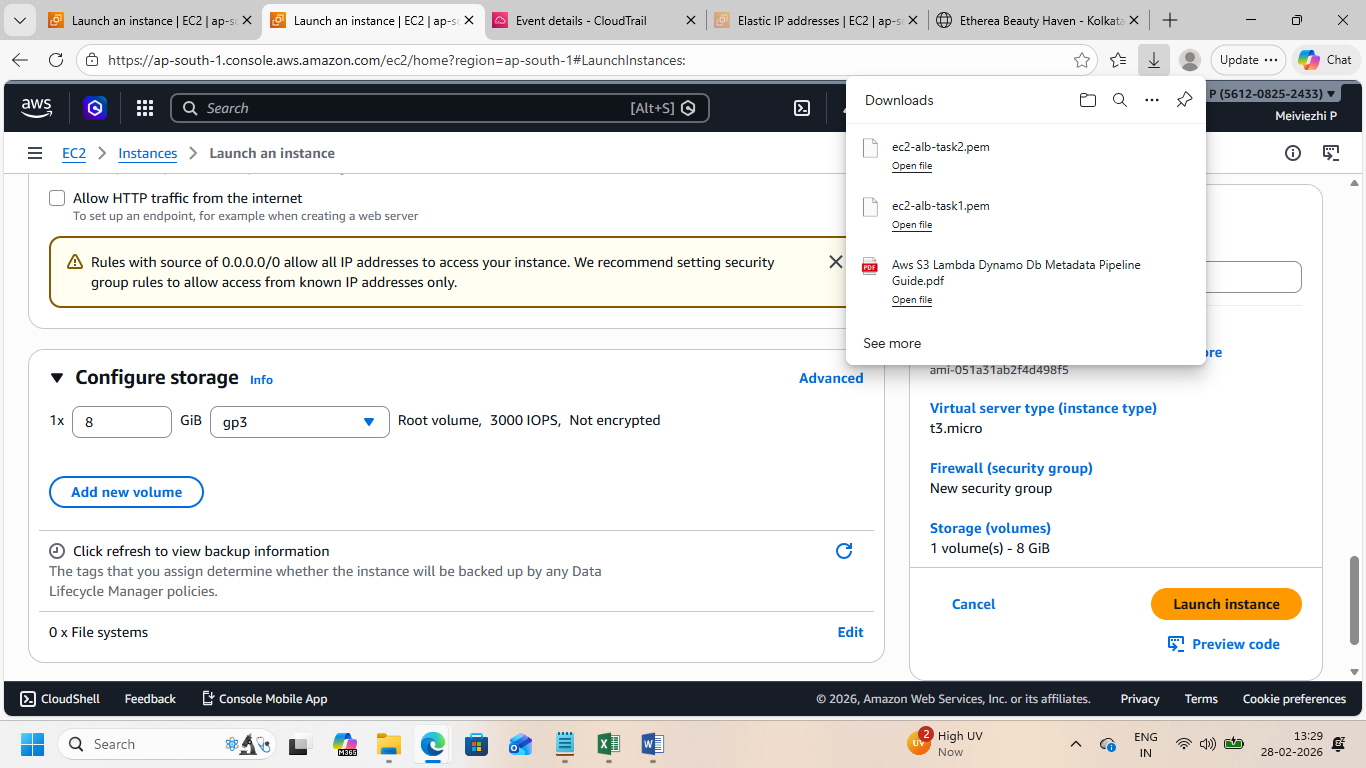 Launch an instance | EC2 | ap-sc
Launch an instance | EC2 | ap-sc
Event details - CloudTrail
Elastic IP addresses | EC2 | ap-sc
Etherea Beauty Haven - Kolkata
https://ap-south-1.console.aws.amazon.com/ec2/home?region=ap-south-1#LaunchInstances:
Update
Chat
aws
Search
[Alt+S]
P (5612-0825-2433)
Meiviezhi P
EC2
Instances
Launch an instance
Downloads
ec2-alb-task2.pem
Open file
ec2-alb-task1.pem
Open file
PDF
Aws S3 Lambda Dynamo Db Metadata Pipeline
Guide.pdf
Open file
See more
Allow HTTP traffic from the internet
To set up an endpoint, for example when creating a web server
Rules with source of 0.0.0.0/0 allow all IP addresses to access your instance. We recommend setting security
group rules to allow access from known IP addresses only.
Configure storage
Info
Advanced
1x
8
GiB
gp3
Root volume, 3000 IOPS, Not encrypted
Add new volume
Click refresh to view backup information
The tags that you assign determine whether the instance will be backed up by any Data
Lifecycle Manager policies.
0 x File systems
Edit
ami-051a31ab2f4d498f5
Virtual server type (instance type)
t3.micro
Firewall (security group)
New security group
Storage (volumes)
1 volume(s) - 8 GiB
Cancel
Launch instance
Preview code
CloudShell
Feedback
Console Mobile App
© 2026, Amazon Web Services, Inc. or its affiliates.
Privacy
Terms
Cookie preferences
Search
M365
UV
2
High UV
Now
ENG
IN
13:29
28-02-2026